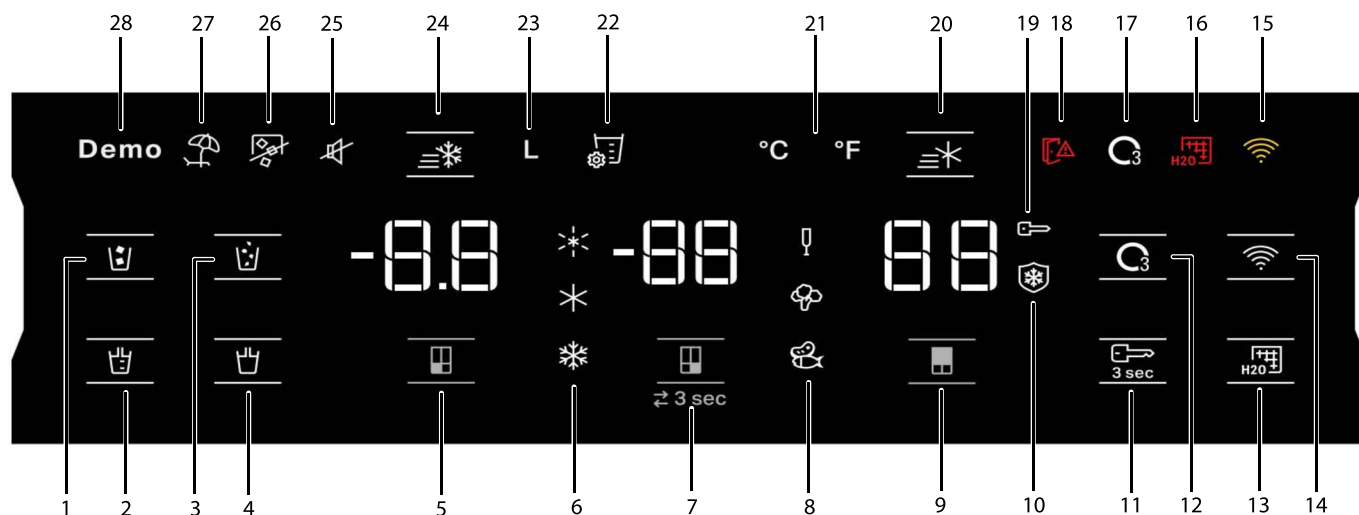 28 27 26 25 24 23 22 21 20 19 18 17 16 15
Demo L °C °F O3 H2O
-8.8 -88 88
O3
3 sec H2O
⇄ 3 sec
1 2 3 4 5 6 7 8 9 10 11 12 13 14